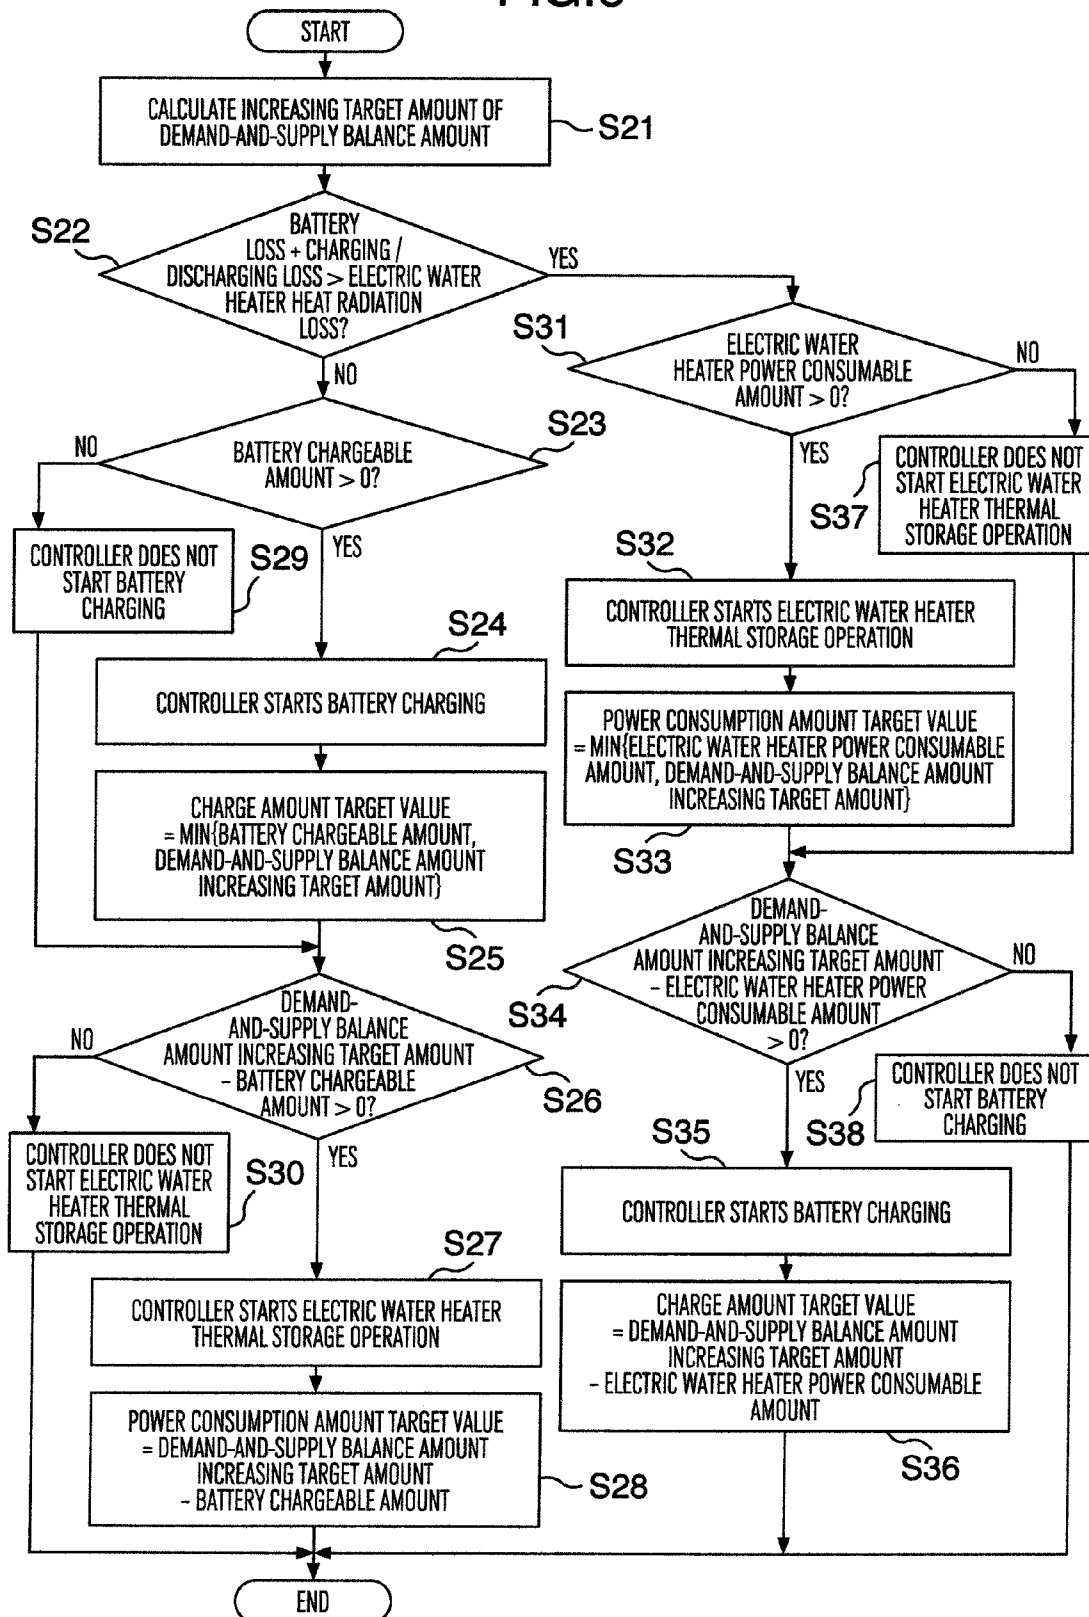 START
CALCULATE INCREASING TARGET AMOUNT OF
DEMAND-AND-SUPPLY BALANCE AMOUNT
S21
S22
BATTERY
LOSS + CHARGING /
DISCHARGING LOSS > ELECTRIC WATER
HEATER HEAT RADIATION
LOSS?
YES
NO
S31
ELECTRIC WATER
HEATER POWER CONSUMABLE
AMOUNT > 0?
NO
YES
S23
BATTERY CHARGEABLE
AMOUNT > 0?
NO
YES
S37
CONTROLLER DOES NOT
START ELECTRIC WATER
HEATER THERMAL
STORAGE OPERATION
CONTROLLER DOES NOT
START BATTERY
CHARGING
S29
S32
CONTROLLER STARTS ELECTRIC WATER HEATER
THERMAL STORAGE OPERATION
S24
CONTROLLER STARTS BATTERY CHARGING
POWER CONSUMPTION AMOUNT TARGET VALUE
= MIN{ELECTRIC WATER HEATER POWER CONSUMABLE
AMOUNT, DEMAND-AND-SUPPLY BALANCE AMOUNT
INCREASING TARGET AMOUNT}
S33
CHARGE AMOUNT TARGET VALUE
= MIN{BATTERY CHARGEABLE AMOUNT,
DEMAND-AND-SUPPLY BALANCE AMOUNT
INCREASING TARGET AMOUNT}
S25
DEMAND-
AND-SUPPLY BALANCE
AMOUNT INCREASING TARGET AMOUNT
– ELECTRIC WATER HEATER POWER
CONSUMABLE AMOUNT
> 0?
S34
NO
YES
DEMAND-
AND-SUPPLY BALANCE
AMOUNT INCREASING TARGET AMOUNT
– BATTERY CHARGEABLE
AMOUNT > 0?
NO
S26
YES
CONTROLLER DOES NOT
START BATTERY
CHARGING
S38
CONTROLLER DOES NOT
START ELECTRIC WATER
HEATER THERMAL
STORAGE OPERATION
S30
S35
CONTROLLER STARTS BATTERY CHARGING
S27
CONTROLLER STARTS ELECTRIC WATER HEATER
THERMAL STORAGE OPERATION
CHARGE AMOUNT TARGET VALUE
= DEMAND-AND-SUPPLY BALANCE AMOUNT
INCREASING TARGET AMOUNT
– ELECTRIC WATER HEATER POWER CONSUMABLE
AMOUNT
S36
POWER CONSUMPTION AMOUNT TARGET VALUE
= DEMAND-AND-SUPPLY BALANCE AMOUNT
INCREASING TARGET AMOUNT
– BATTERY CHARGEABLE AMOUNT
S28
END